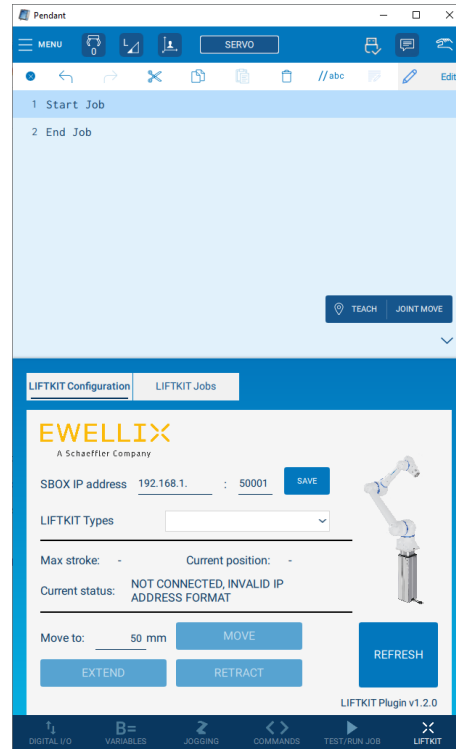 Pendant
MENU 0 SERVO
// abc Edit
1 Start Job
2 End Job
TEACH JOINT MOVE
LIFTKIT Configuration LIFTKIT Jobs
EWELLIX
A Schaeffler Company
SBOX IP address 192.168.1. : 50001 SAVE
LIFTKIT Types
Max stroke: - Current position: -
Current status: NOT CONNECTED, INVALID IP
ADDRESS FORMAT
Move to: 50 mm MOVE
REFRESH
EXTEND RETRACT
LIFTKIT Plugin v1.2.0
B=
DIGITAL I/O VARIABLES JOGGING COMMANDS TEST/RUN JOB LIFTKIT